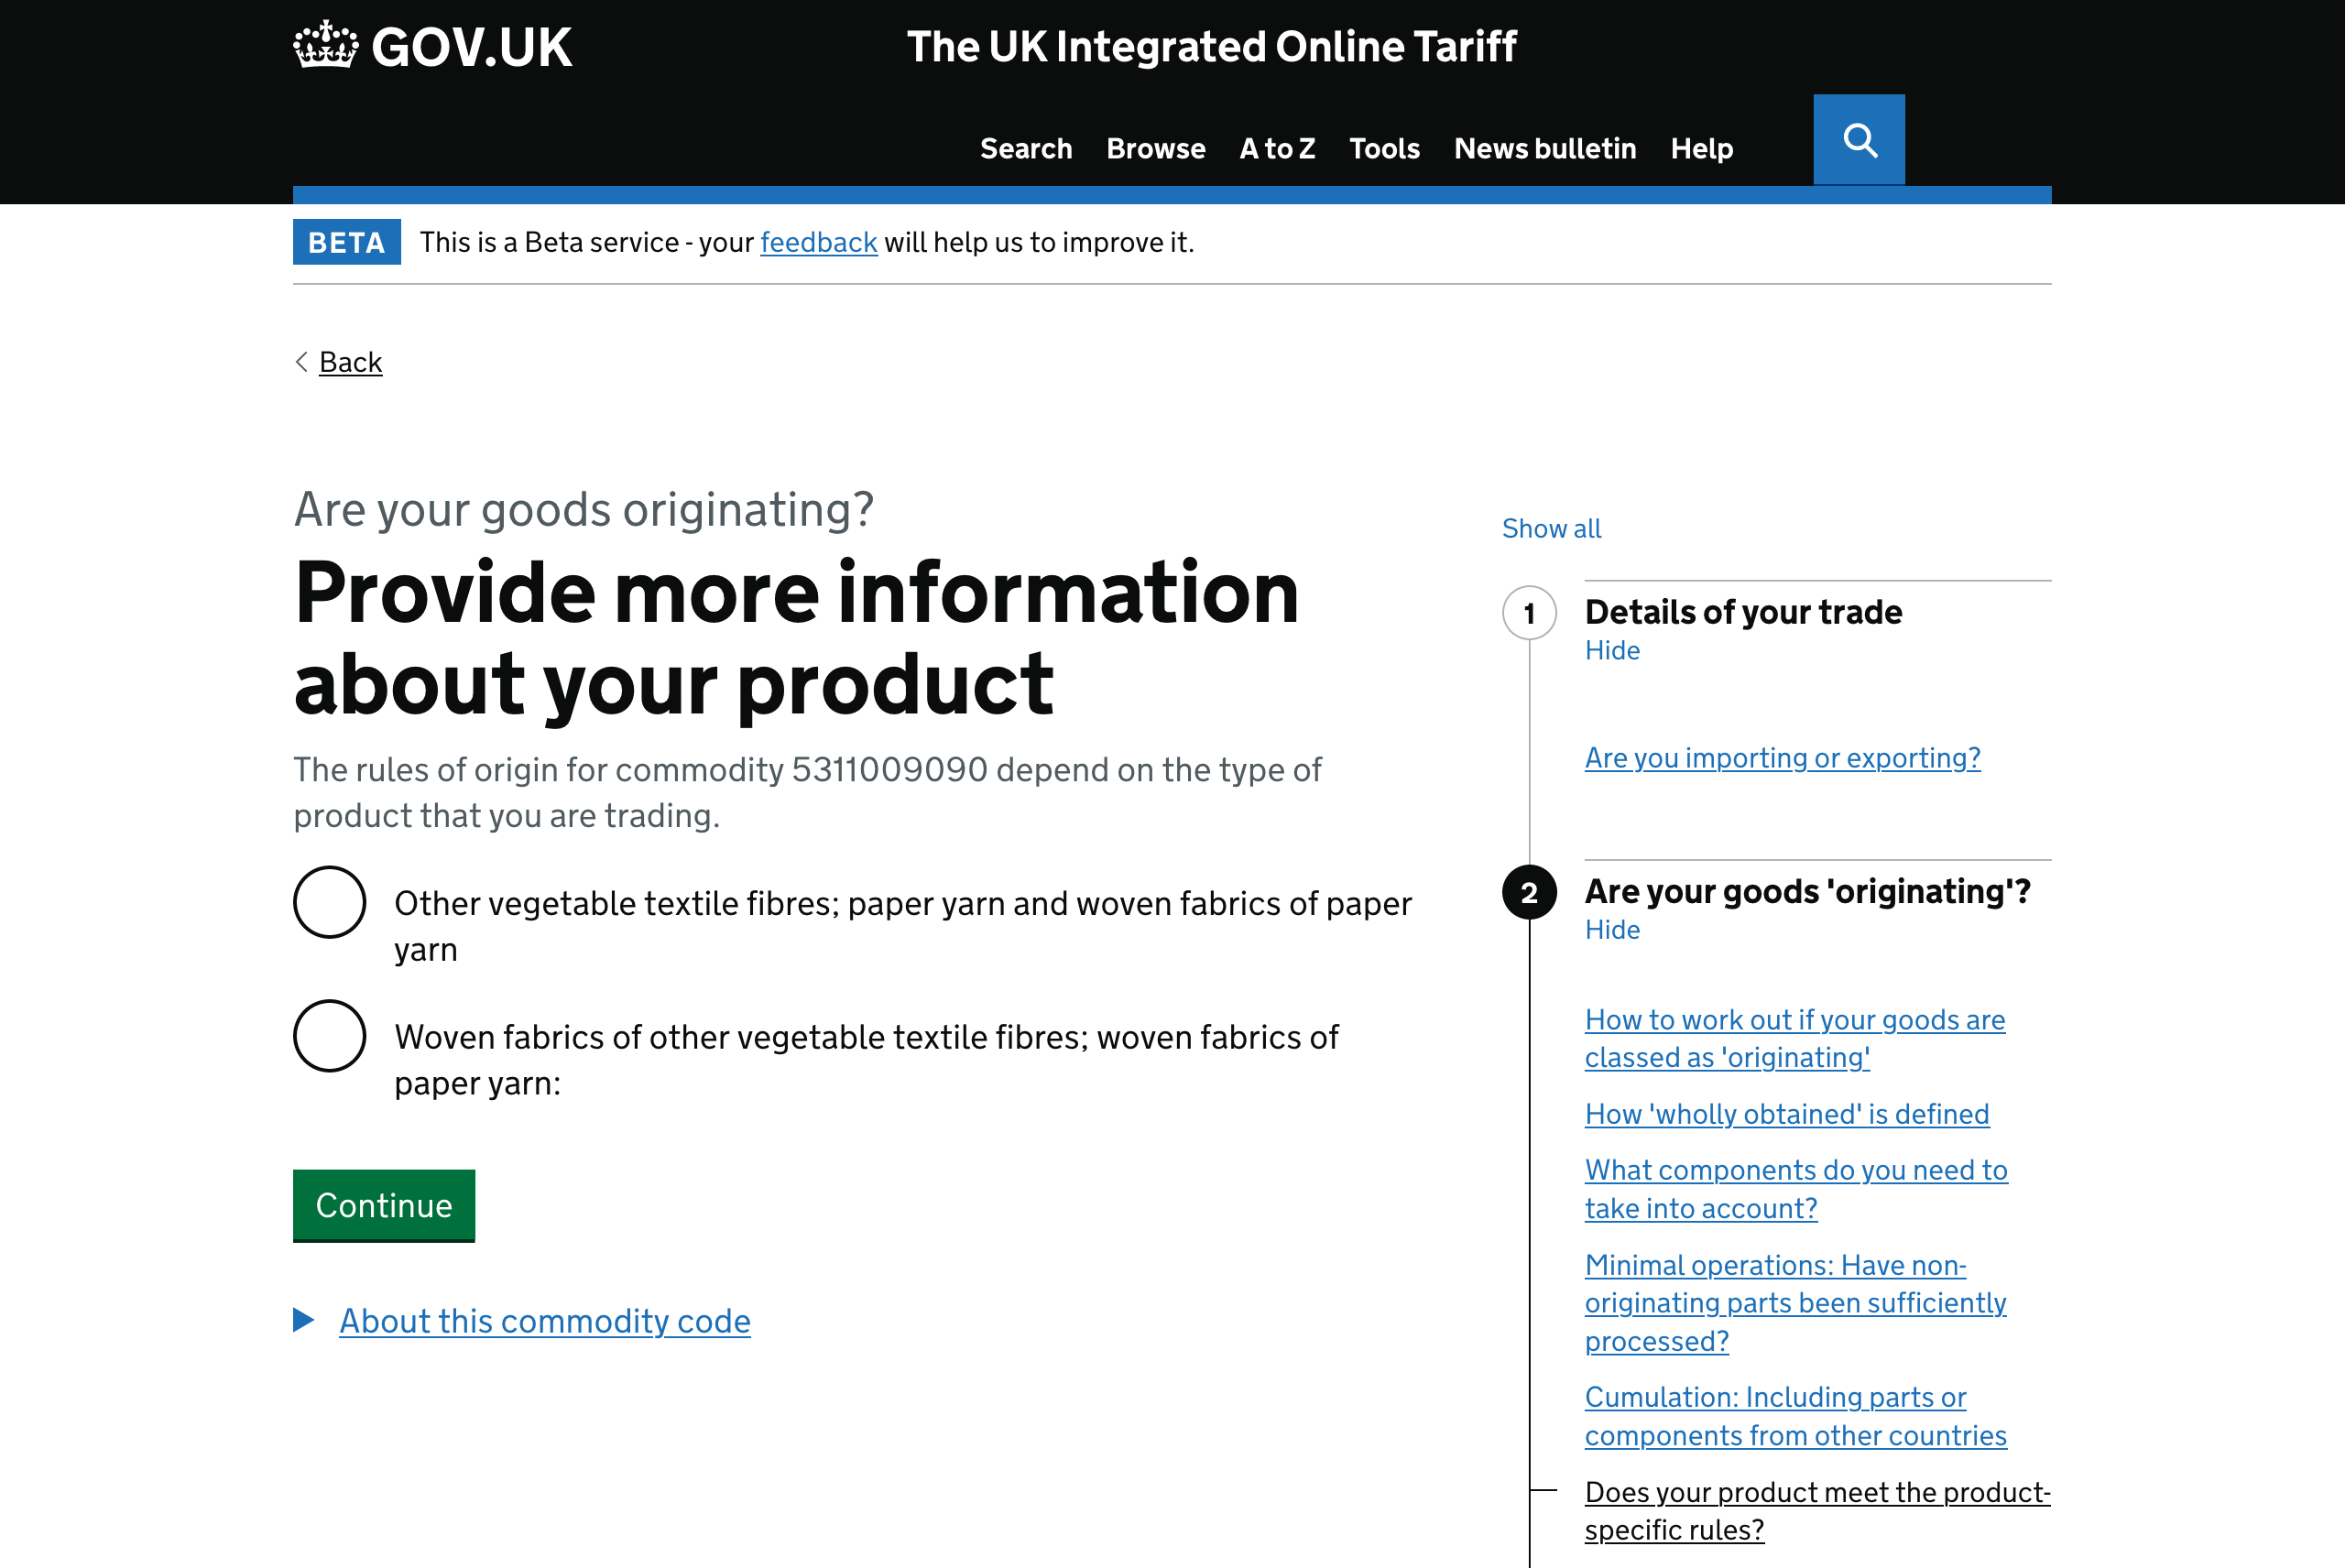 GOV.UK
The UK Integrated Online Tariff
Search Browse A to Z Tools News bulletin Help
BETA This is a Beta service - your feedback will help us to improve it.
Back
Are your goods originating?
Provide more information
about your product
The rules of origin for commodity 5311009090 depend on the type of
product that you are trading.
Other vegetable textile fibres; paper yarn and woven fabrics of paper
yarn
Woven fabrics of other vegetable textile fibres; woven fabrics of
paper yarn:
Continue
About this commodity code
Show all
1 Details of your trade
Hide
Are you importing or exporting?
2 Are your goods 'originating'?
Hide
How to work out if your goods are
classed as 'originating'
How 'wholly obtained' is defined
What components do you need to
take into account?
Minimal operations: Have non-
originating parts been sufficiently
processed?
Cumulation: Including parts or
components from other countries
Does your product meet the product-
specific rules?